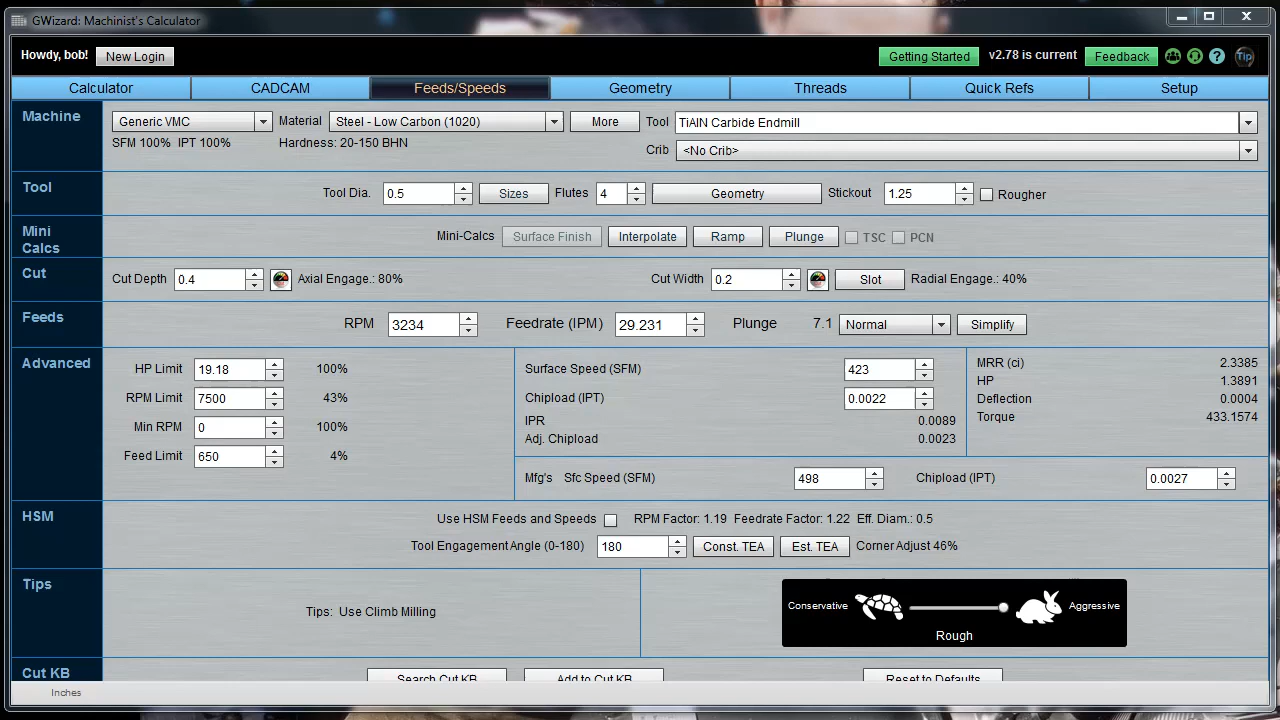 GWizard: Machinist's Calculator
Howdy, bob! New Login Getting Started v2.78 is current Feedback ? Tip
Calculator CADCAM Feeds/Speeds Geometry Threads Quick Refs Setup
Machine Generic VMC Material Steel - Low Carbon (1020) More Tool TiAlN Carbide Endmill
SFM 100% IPT 100% Hardness: 20-150 BHN Crib <No Crib>
Tool Tool Dia. 0.5 Sizes Flutes 4 Geometry Stickout 1.25 Rougher
Mini Calcs Mini-Calcs Surface Finish Interpolate Ramp Plunge TSC PCN
Cut Cut Depth 0.4 Axial Engage.: 80% Cut Width 0.2 Slot Radial Engage.: 40%
Feeds RPM 3234 Feedrate (IPM) 29.231 Plunge 7.1 Normal Simplify
Advanced HP Limit 19.18 100% Surface Speed (SFM) 423 MRR (ci) 2.3385
HP 1.3891
RPM Limit 7500 43% Chipload (IPT) 0.0022 Deflection 0.0004
IPR 0.0089 Torque 433.1574
Min RPM 0 100% Adj. Chipload 0.0023
Feed Limit 650 4%
Mfg's Sfc Speed (SFM) 498 Chipload (IPT) 0.0027
HSM Use HSM Feeds and Speeds RPM Factor: 1.19 Feedrate Factor: 1.22 Eff. Diam.: 0.5
Tool Engagement Angle (0-180) 180 Const. TEA Est. TEA Corner Adjust 46%
Tips Tips: Use Climb Milling Conservative Aggressive
Rough
Cut KB Search Cut KB Add to Cut KB Reset to Defaults
Inches